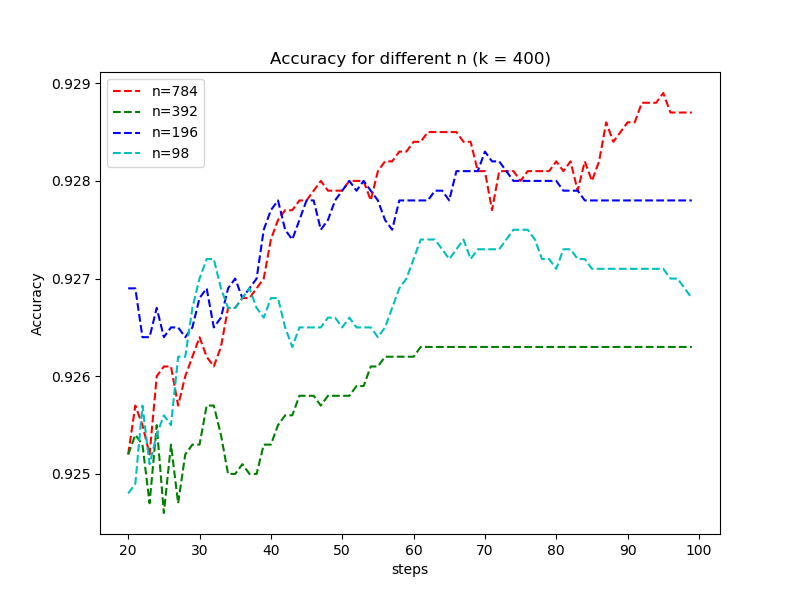 Accuracy for different n (k = 400)
n=784
n=392
n=196
n=98
0.929
0.928
0.927
0.926
0.925
Accuracy
20 30 40 50 60 70 80 90 100
steps